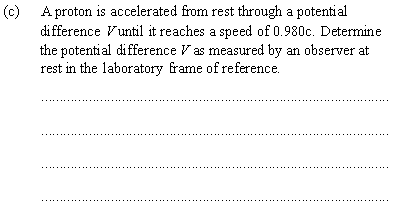 (c) A proton is accelerated from rest through a potential
difference V until it reaches a speed of 0.980c. Determine
the potential difference V as measured by an observer at
rest in the laboratory frame of reference.
................................................................................
................................................................................
................................................................................
................................................................................